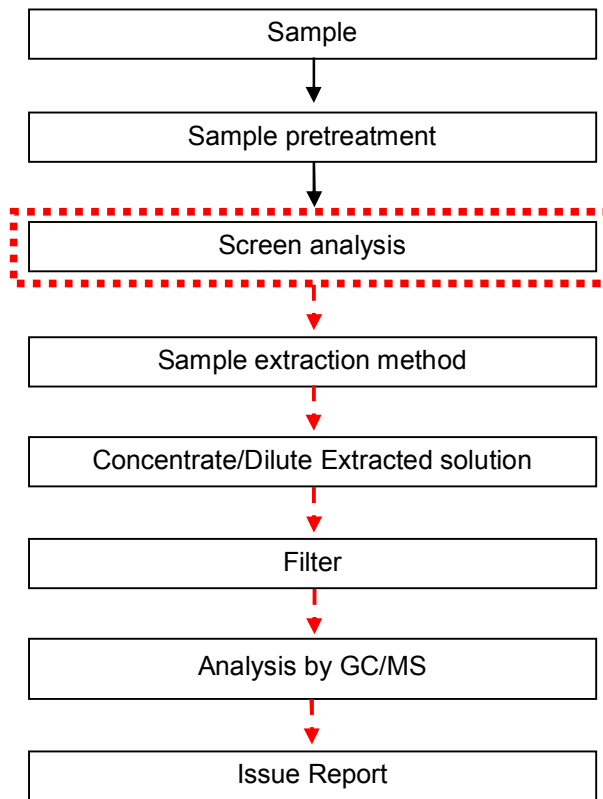 Sample
Sample pretreatment
Screen analysis
Sample extraction method
Concentrate/Dilute Extracted solution
Filter
Analysis by GC/MS
Issue Report